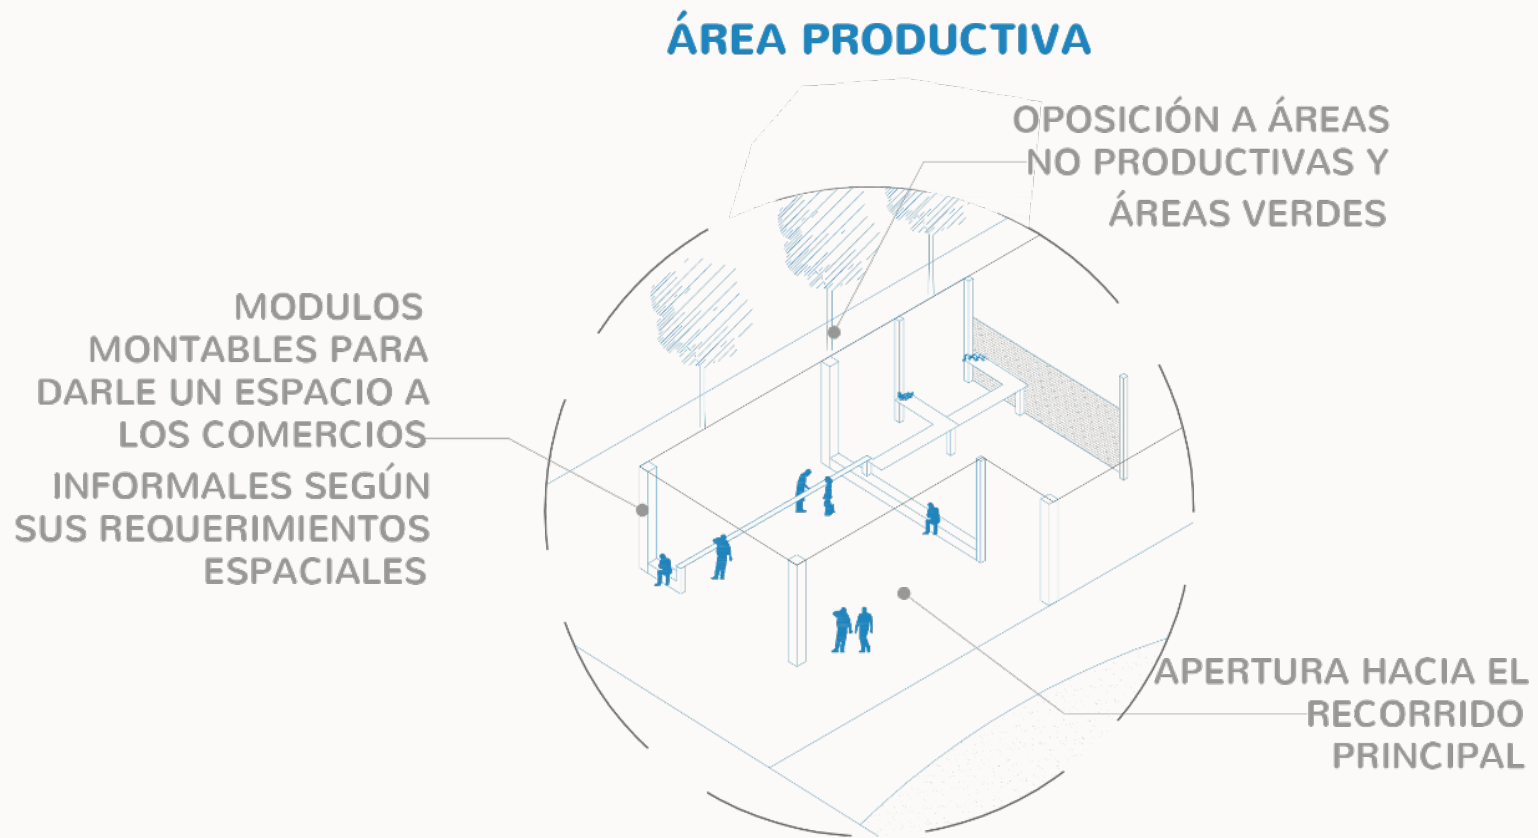 ÁREA PRODUCTIVA
OPOSICIÓN A ÁREAS
NO PRODUCTIVAS Y
ÁREAS VERDES
MODULOS
MONTABLES PARA
DARLE UN ESPACIO A
LOS COMERCIOS
INFORMALES SEGÚN
SUS REQUERIMIENTOS
ESPACIALES
APERTURA HACIA EL
RECORRIDO
PRINCIPAL